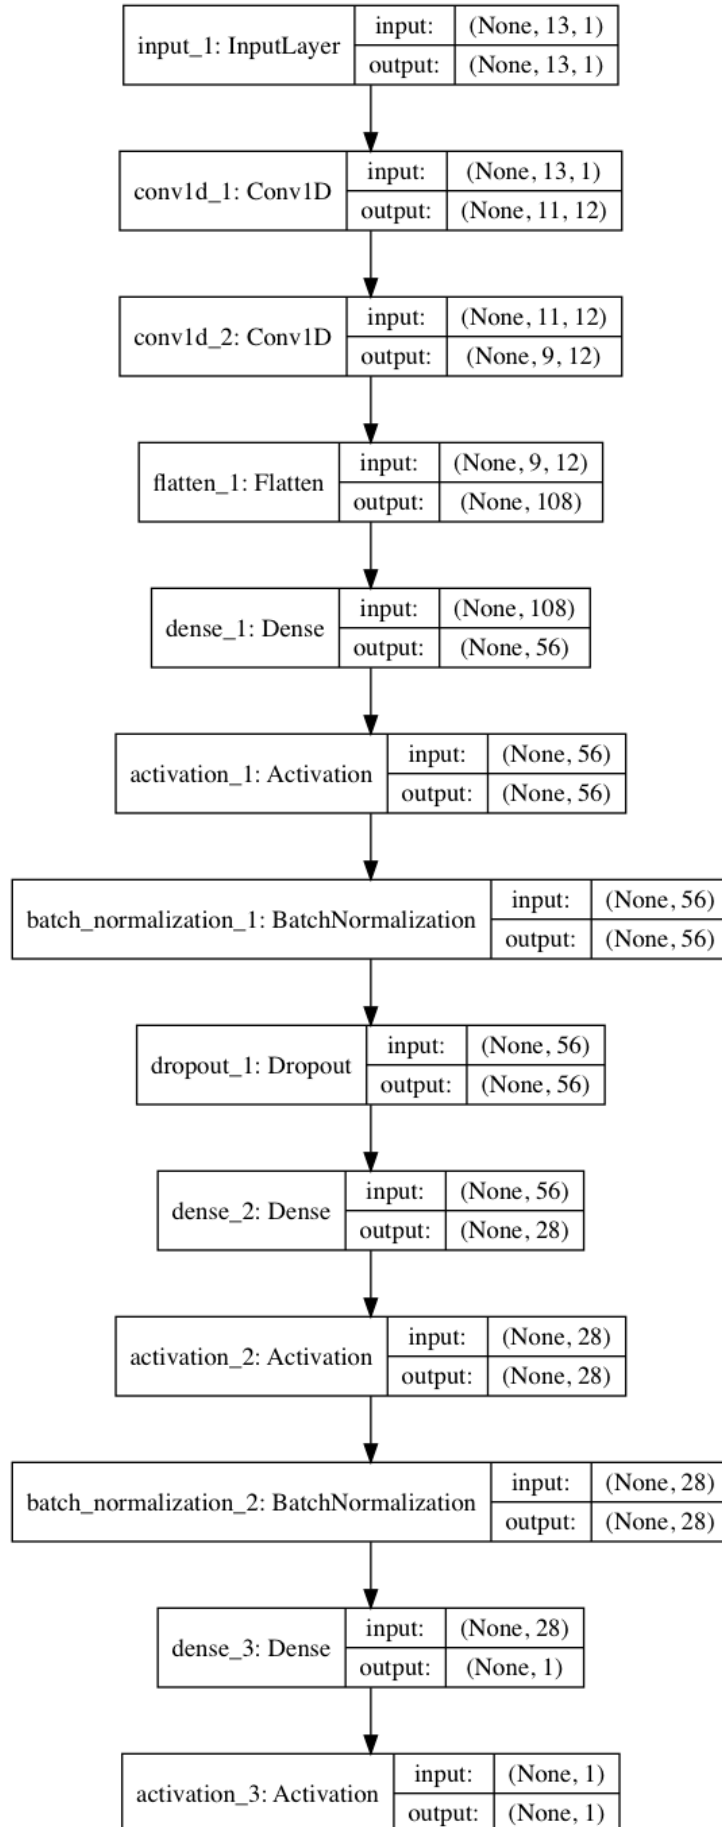 input_1: InputLayer
input: (None, 13, 1)
output: (None, 13, 1)
conv1d_1: Conv1D
input: (None, 13, 1)
output: (None, 11, 12)
conv1d_2: Conv1D
input: (None, 11, 12)
output: (None, 9, 12)
flatten_1: Flatten
input: (None, 9, 12)
output: (None, 108)
dense_1: Dense
input: (None, 108)
output: (None, 56)
activation_1: Activation
input: (None, 56)
output: (None, 56)
batch_normalization_1: BatchNormalization
input: (None, 56)
output: (None, 56)
dropout_1: Dropout
input: (None, 56)
output: (None, 56)
dense_2: Dense
input: (None, 56)
output: (None, 28)
activation_2: Activation
input: (None, 28)
output: (None, 28)
batch_normalization_2: BatchNormalization
input: (None, 28)
output: (None, 28)
dense_3: Dense
input: (None, 28)
output: (None, 1)
activation_3: Activation
input: (None, 1)
output: (None, 1)